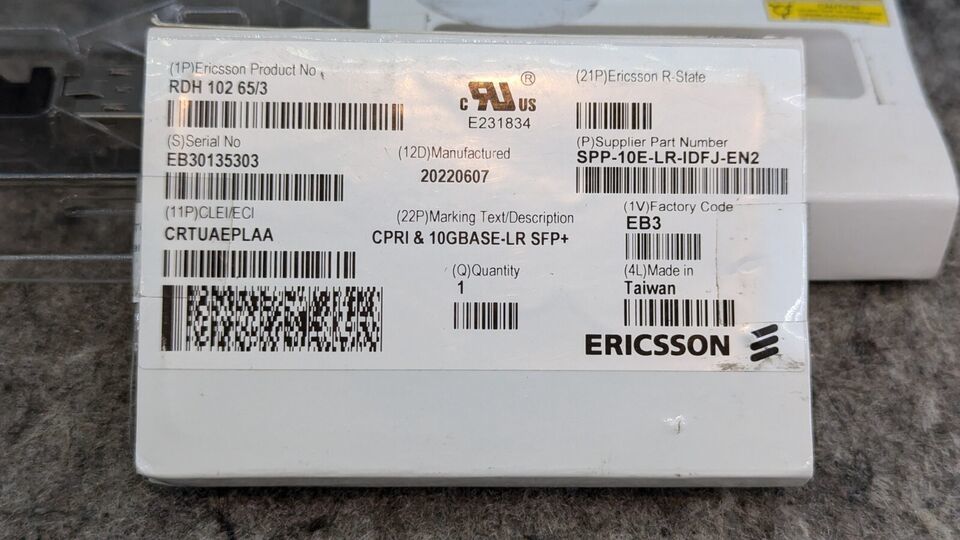 CAUTION
(1P)Ericsson Product No
RDH 102 65/3
(S)Serial No
EB30135303
(11P)CLEI/ECI
CRTUAEPLAA
c RU US ®
E231834
(12D)Manufactured
20220607
(22P)Marking Text/Description
CPRI & 10GBASE-LR SFP+
(Q)Quantity
1
(21P)Ericsson R-State
(P)Supplier Part Number
SPP-10E-LR-IDFJ-EN2
(1V)Factory Code
EB3
(4L)Made in
Taiwan
ERICSSON